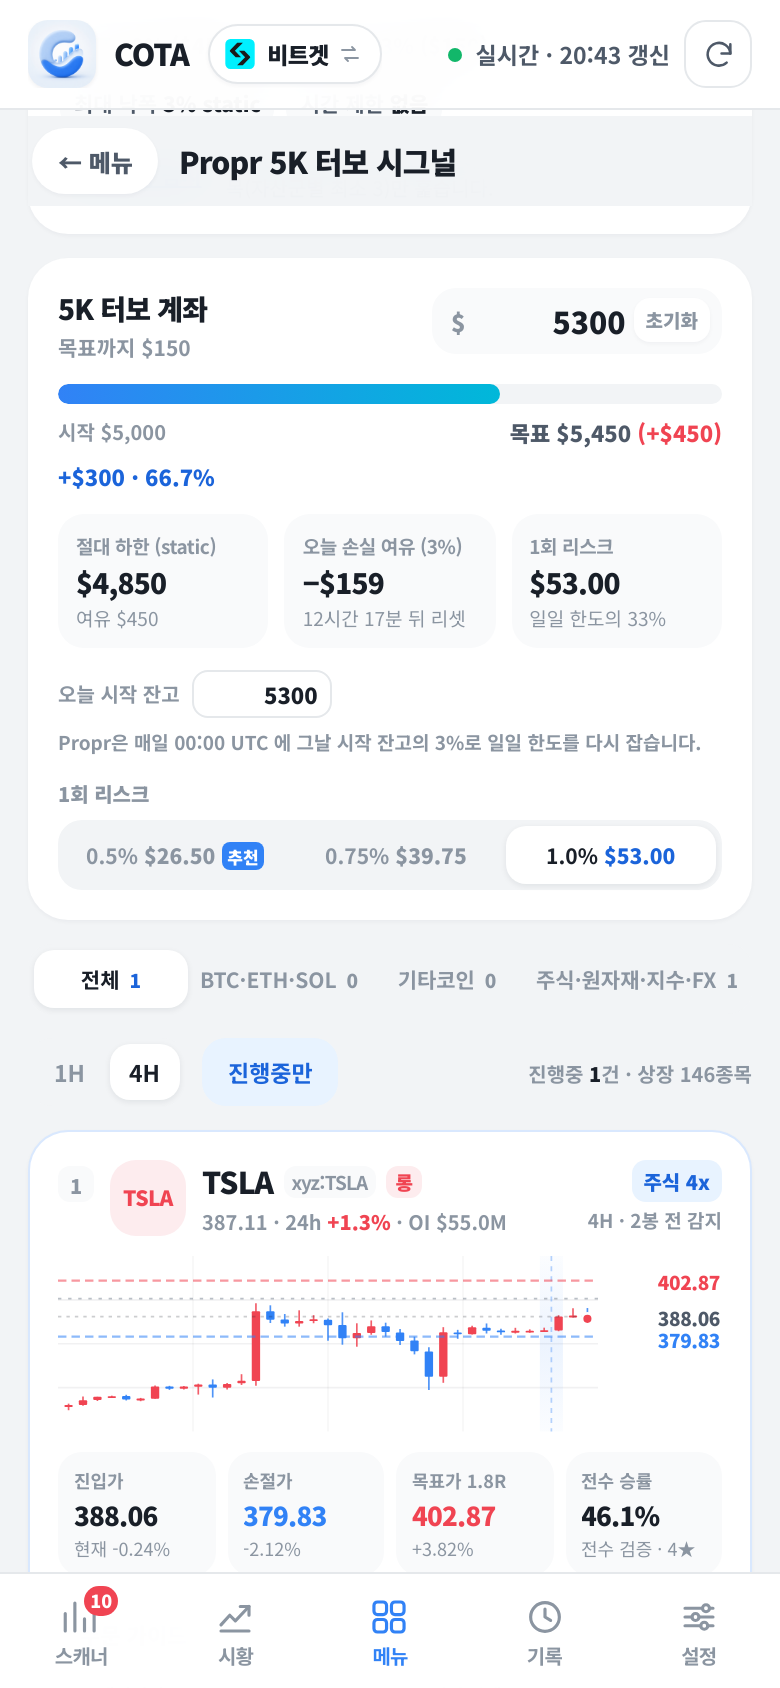 COTA
비트겟
실시간 · 20:43 갱신
← 메뉴
Propr 5K 터보 시그널
5K 터보 계좌
목표까지 $150
$ 5300 초기화
시작 $5,000
목표 $5,450 (+$450)
+$300 · 66.7%
절대 하한 (static)
$4,850
여유 $450
오늘 손실 여유 (3%)
−$159
12시간 17분 뒤 리셋
1회 리스크
$53.00
일일 한도의 33%
오늘 시작 잔고 5300
Propr은 매일 00:00 UTC 에 그날 시작 잔고의 3%로 일일 한도를 다시 잡습니다.
1회 리스크
0.5% $26.50 추천
0.75% $39.75
1.0% $53.00
전체 1
BTC·ETH·SOL 0
기타코인 0
주식·원자재·지수·FX 1
1H
4H
진행중만
진행중 1건 · 상장 146종목
1
TSLA
TSLA xyz:TSLA 롱
주식 4x
387.11 · 24h +1.3% · OI $55.0M
4H · 2봉 전 감지
402.87
388.06
379.83
진입가
388.06
현재 -0.24%
손절가
379.83
-2.12%
목표가 1.8R
402.87
+3.82%
전수 승률
46.1%
전수 검증 · 4★
10
스캐너
시황
메뉴
기록
설정